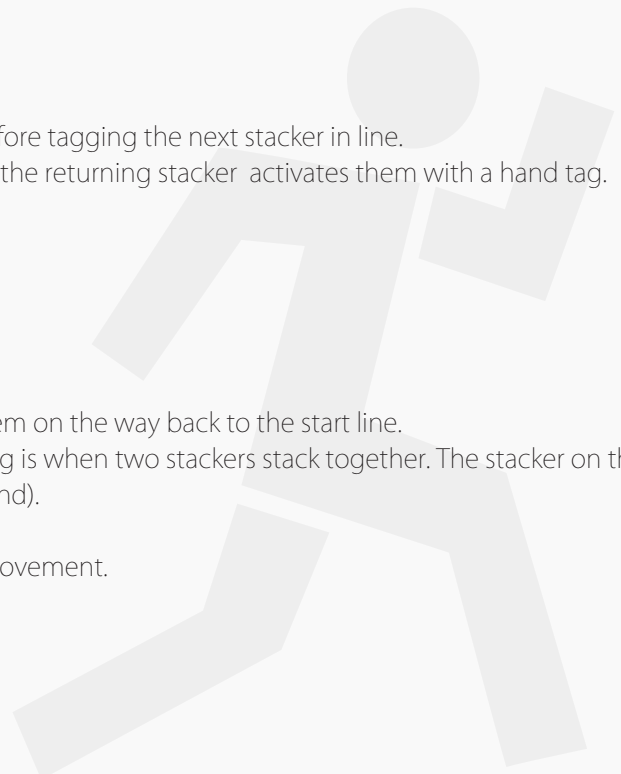 fore tagging the next stacker in line.
the returning stacker  activates them with a hand tag.
em on the way back to the start line.
g is when two stackers stack together. The stacker on th
nd).
ovement.